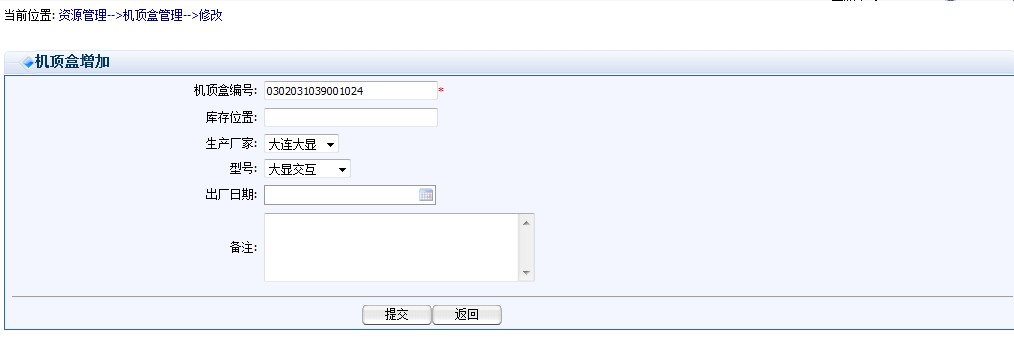 当前位置: 资源管理-->机顶盒管理-->修改
机顶盒增加
机顶盒编号: 0302031039001024 *
库存位置:
生产厂家: 大连大显
型号: 大显交互
出厂日期:
备注:
提交 返回